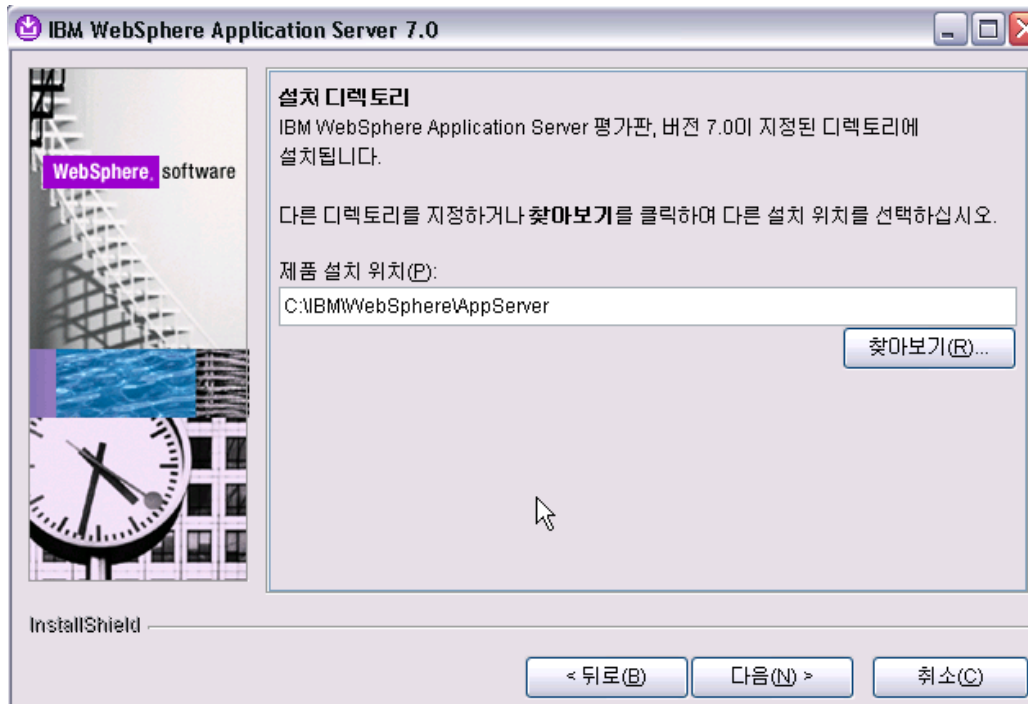 IBM WebSphere Application Server 7.0
WebSphere. software
설치 디렉토리
IBM WebSphere Application Server 평가판, 버전 7.0이 지정된 디렉토리에
설치됩니다.
다른 디렉토리를 지정하거나 찾아보기를 클릭하여 다른 설치 위치를 선택하십시오.
제품 설치 위치(P):
C:\IBM\WebSphere\AppServer
찾아보기(R)...
InstallShield
< 뒤로(B)
다음(N) >
취소(C)